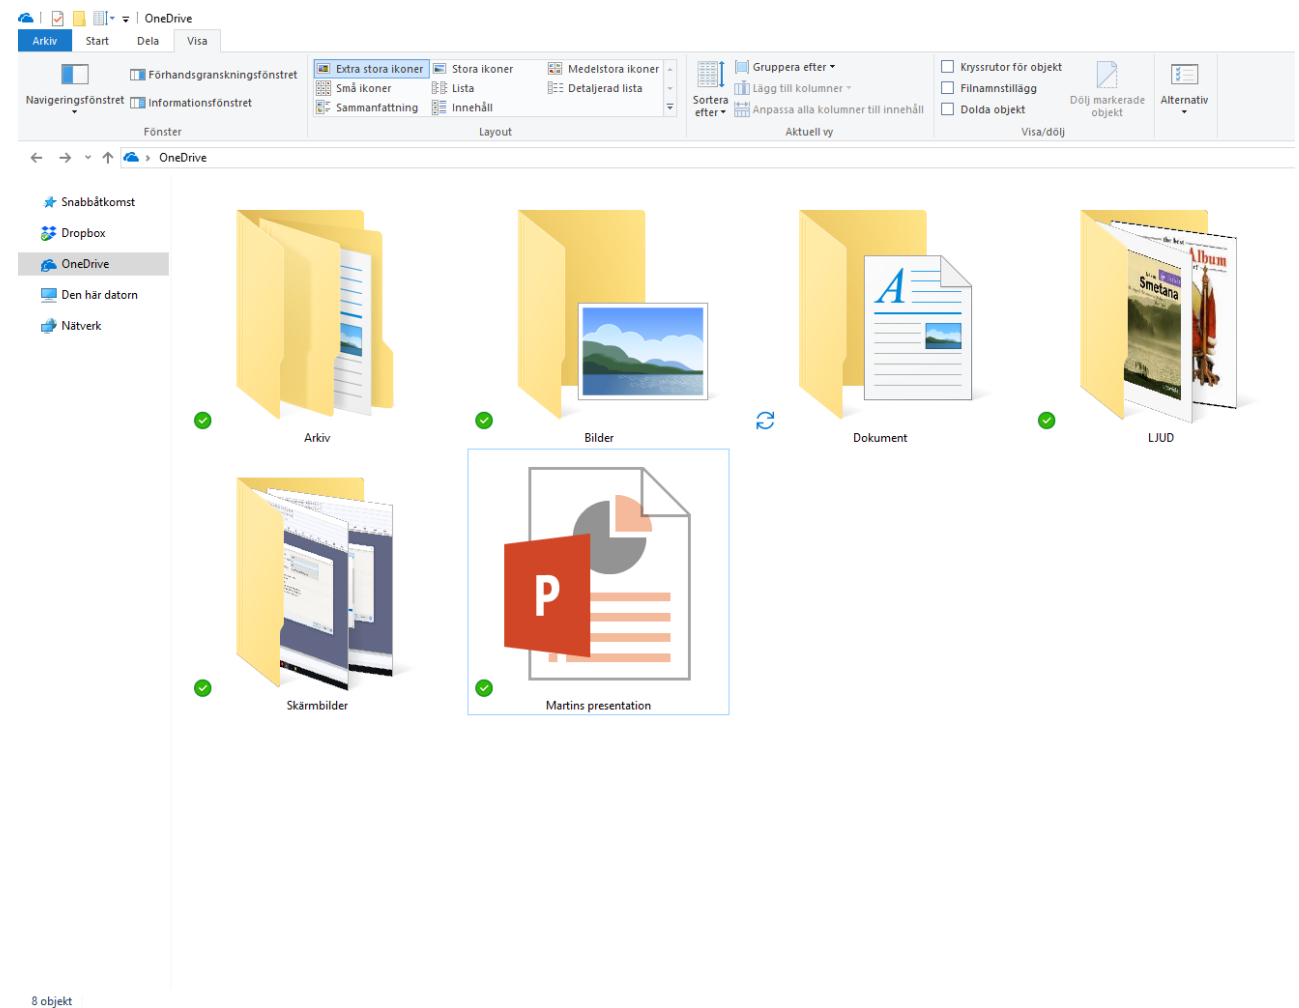 OneDrive
Arkiv Start Dela Visa
Navigeringsfönstret
Förhandsgranskningsfönstret
Informationsfönstret
Fönster
Extra stora ikoner Stora ikoner Medelstora ikoner
Små ikoner Lista Detaljerad lista
Sammanfattning Innehåll
Layout
Sortera
efter
Gruppera efter
Lägg till kolumner
Anpassa alla kolumner till innehåll
Aktuell vy
Kryssrutor för objekt
Filnamnstillägg
Dolda objekt
Dölj markerade
objekt
Visa/dölj
Alternativ
OneDrive
Snabbåtkomst
Dropbox
OneDrive
Den här datorn
Nätverk
the best
Album
Smetana
A
Arkiv
Bilder
Dokument
LJUD
P
Skärmbilder
Martins presentation
8 objekt